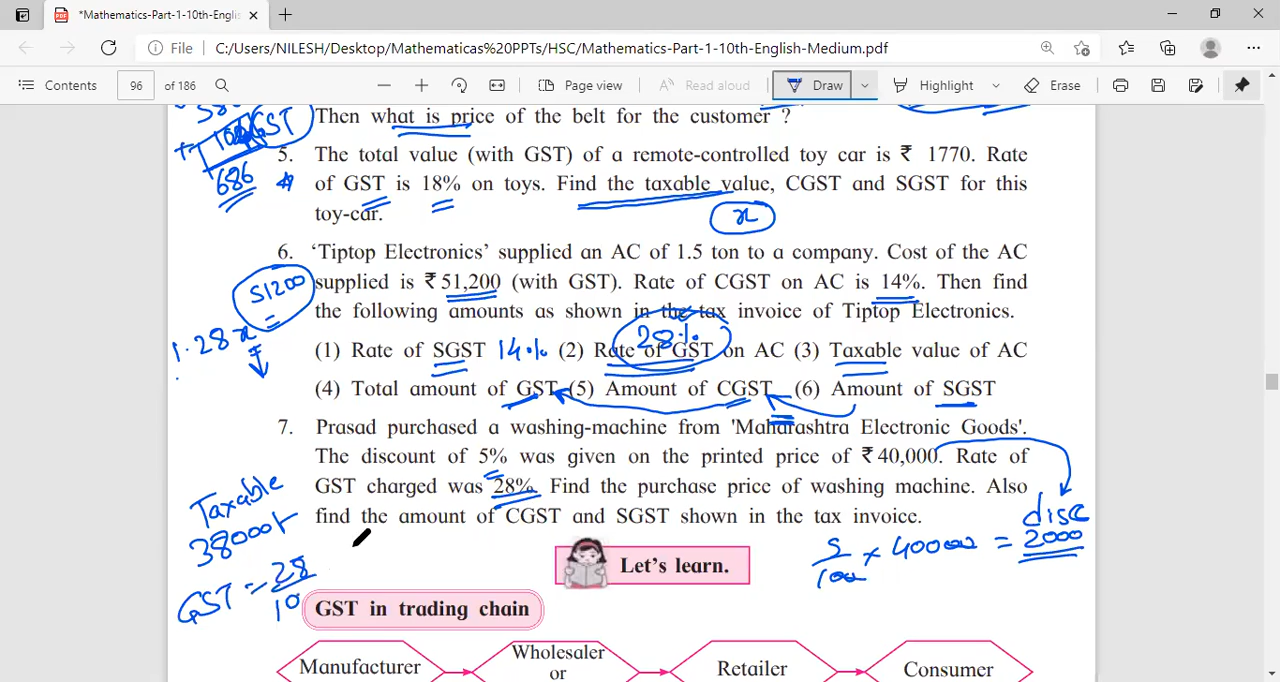 *Mathematics-Part-1-10th-Englis
File C:/Users/NILESH/Desktop/Mathematicas%20PPTs/HSC/Mathematics-Part-1-10th-English-Medium.pdf
Contents 96 of 186 Page view Read aloud Draw Highlight Erase
GST Then what is price of the belt for the customer ?
686
5. The total value (with GST) of a remote-controlled toy car is ₹ 1770. Rate
of GST is 18% on toys. Find the taxable value, CGST and SGST for this
toy-car.
x
6. ‘Tiptop Electronics’ supplied an AC of 1.5 ton to a company. Cost of the AC
51200 supplied is ₹ 51,200 (with GST). Rate of CGST on AC is 14%. Then find
the following amounts as shown in the tax invoice of Tiptop Electronics.
1.28x =
28%
(1) Rate of SGST 14% (2) Rate of GST on AC (3) Taxable value of AC
(4) Total amount of GST (5) Amount of CGST (6) Amount of SGST
7. Prasad purchased a washing-machine from 'Maharashtra Electronic Goods'.
The discount of 5% was given on the printed price of ₹ 40,000. Rate of
GST charged was 28%. Find the purchase price of washing machine. Also
find the amount of CGST and SGST shown in the tax invoice.
Taxable
38000
GST = 28/10
disc
5/100 × 40000 = 2000
Let’s learn.
GST in trading chain
Manufacturer
Wholesaler
or
Retailer
Consumer